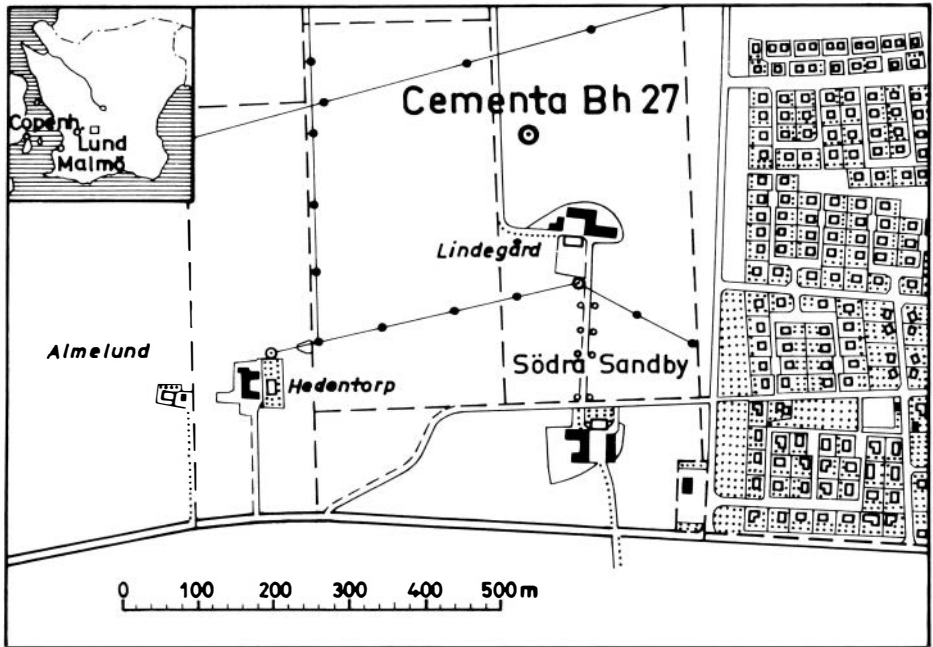 Copenh.
Lund
Malmö
Cementa Bh 27
Lindegård
Almelund
Hedentorp
Södra Sandby
0 100 200 300 400 500 m